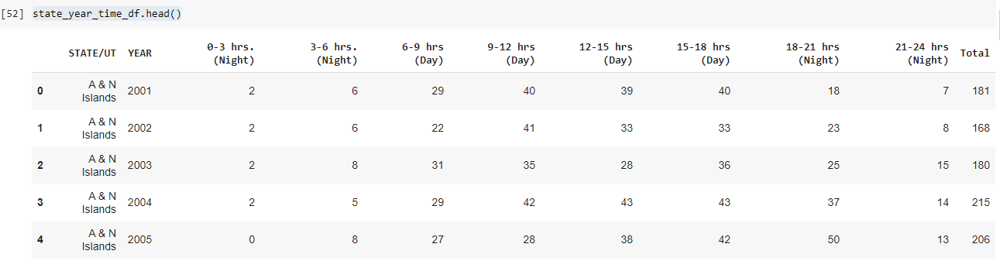 [52] state_year_time_df.head()
STATE/UT YEAR 0-3 hrs. (Night) 3-6 hrs. (Night) 6-9 hrs (Day) 9-12 hrs (Day) 12-15 hrs (Day) 15-18 hrs (Day) 18-21 hrs (Night) 21-24 hrs (Night) Total
0 A & N Islands 2001 2 6 29 40 39 40 18 7 181
1 A & N Islands 2002 2 6 22 41 33 33 23 8 168
2 A & N Islands 2003 2 8 31 35 28 36 25 15 180
3 A & N Islands 2004 2 5 29 42 43 43 37 14 215
4 A & N Islands 2005 0 8 27 28 38 42 50 13 206